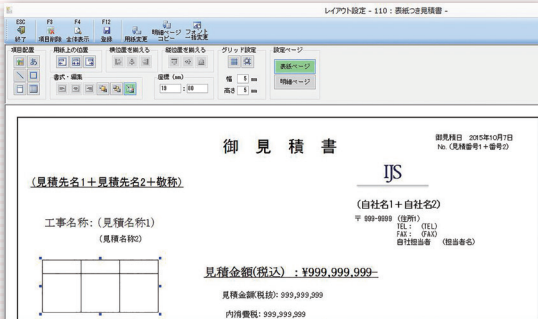 レイアウト設定 - 110：表紙つき見積書 -
ESC F3 F4 F12
終了 項目削除 全体表示 登録 用紙変更 明細ページコピー フォント一括変更
項目配置 用紙上の位置 横位置を揃える 縦位置を揃える グリッド設定 設定ページ
表紙ページ
書式・編集 座標 (mm) 幅 5 mm 明細ページ
19 : 80 高さ 5 mm
御見積書
御見積日 2015年10月7日
No.（見積番号1＋番号2）
IJS
（見積先名1＋見積先名2＋敬称）
（自社名1＋自社名2）
〒 999-9999 （住所1）
TEL： （TEL）
FAX： （FAX）
自社担当者 （担当者名）
工事名称：（見積名称1）
（見積名称2）
見積金額(税込) ：¥999,999,999-
見積金額(税抜)：999,999,999
内消費税：999,999,999